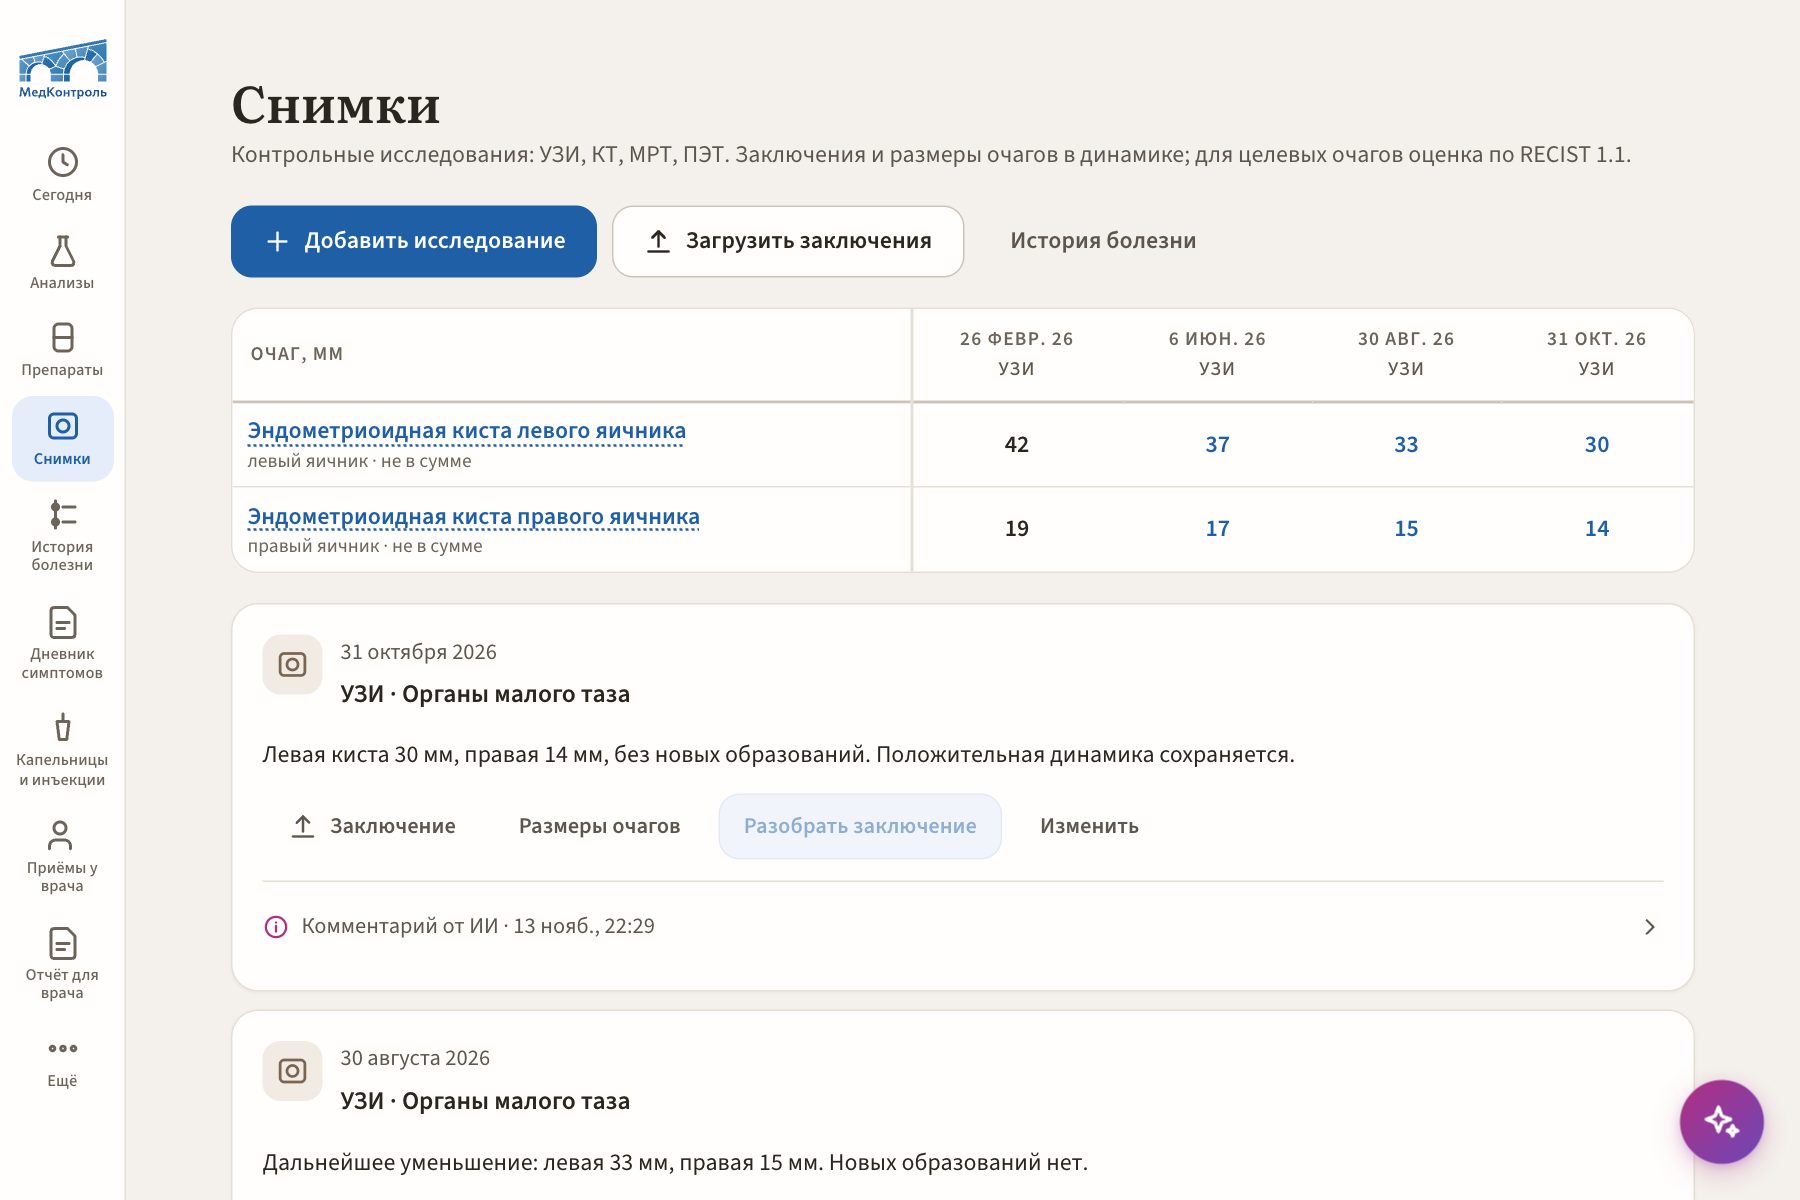 МедКонтроль
Сегодня
Анализы
Препараты
Снимки
История
болезни
Дневник
симптомов
Капельницы
и инъекции
Приёмы у
врача
Отчёт для
врача
Ещё
Снимки
Контрольные исследования: УЗИ, КТ, МРТ, ПЭТ. Заключения и размеры очагов в динамике; для целевых очагов оценка по RECIST 1.1.
Добавить исследование
Загрузить заключения
История болезни
ОЧАГ, ММ
26 ФЕВР. 26
УЗИ
6 ИЮН. 26
УЗИ
30 АВГ. 26
УЗИ
31 ОКТ. 26
УЗИ
Эндометриоидная киста левого яичника
левый яичник · не в сумме
42
37
33
30
Эндометриоидная киста правого яичника
правый яичник · не в сумме
19
17
15
14
31 октября 2026
УЗИ · Органы малого таза
Левая киста 30 мм, правая 14 мм, без новых образований. Положительная динамика сохраняется.
Заключение
Размеры очагов
Разобрать заключение
Изменить
Комментарий от ИИ · 13 нояб., 22:29
30 августа 2026
УЗИ · Органы малого таза
Дальнейшее уменьшение: левая 33 мм, правая 15 мм. Новых образований нет.